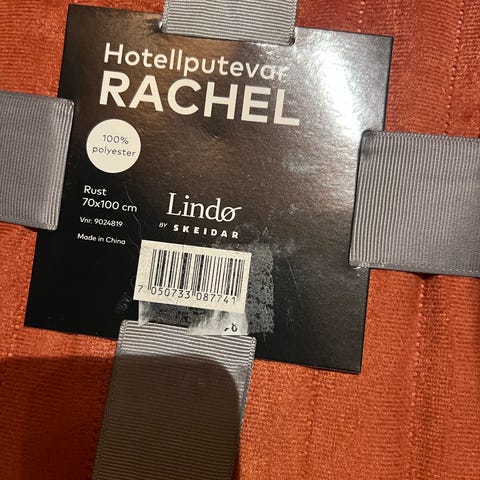 Hotellputevar
RACHEL
100%
polyester
Rust
70x100 cm
Vnr. 9024819
Made in China
Lindø
BY SKEIDAR
7 050733 087741